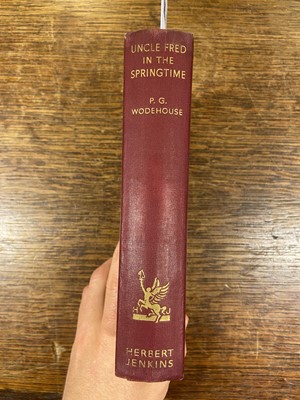 UNCLE FRED
IN THE
SPRINGTIME
P. G.
WODEHOUSE
H J
HERBERT
JENKINS